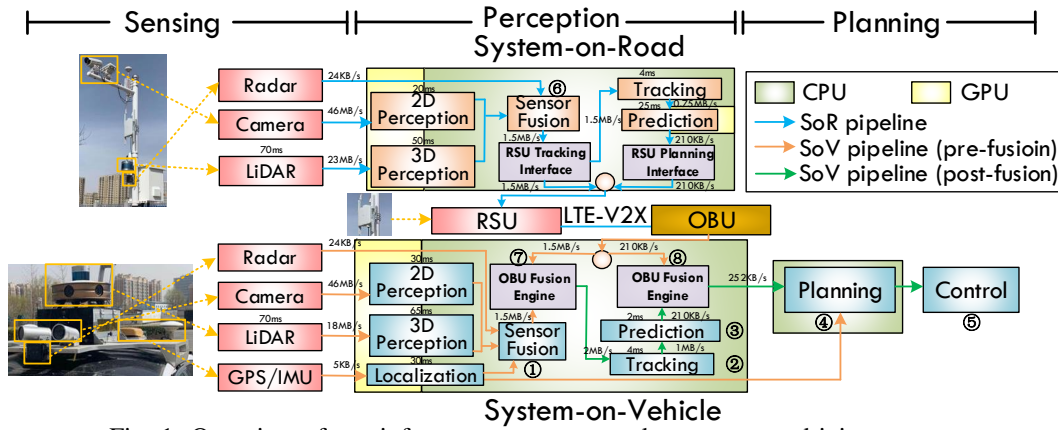 Sensing
Perception
Planning
System-on-Road
Radar
24KB/s
Camera
46MB/s
70ms
LiDAR
23MB/s
20ms
2D
Perception
50ms
3D
Perception
⑥
Sensor
Fusion
1.5MB/s
RSU Tracking
Interface
1.5MB/s
1.5MB/s
4ms
Tracking
25ms
0.75MB/s
Prediction
210KB/s
RSU Planning
Interface
210KB/s
CPU
GPU
SoR pipeline
SoV pipeline (pre-fusioin)
SoV pipeline (post-fusion)
RSU
LTE-V2X
OBU
Radar
24KB/s
Camera
46MB/s
70ms
LiDAR
18MB/s
GPS/IMU
5KB/s
30ms
2D
Perception
65ms
3D
Perception
30ms
Localization
1.5MB/s
210KB/s
⑦
OBU Fusion
Engine
1.5MB/s
Sensor
Fusion
①
⑧
OBU Fusion
Engine
2ms
210KB/s
Prediction
③
2MB/s
4ms
1MB/s
Tracking
②
252KB/s
Planning
④
Control
⑤
System-on-Vehicle